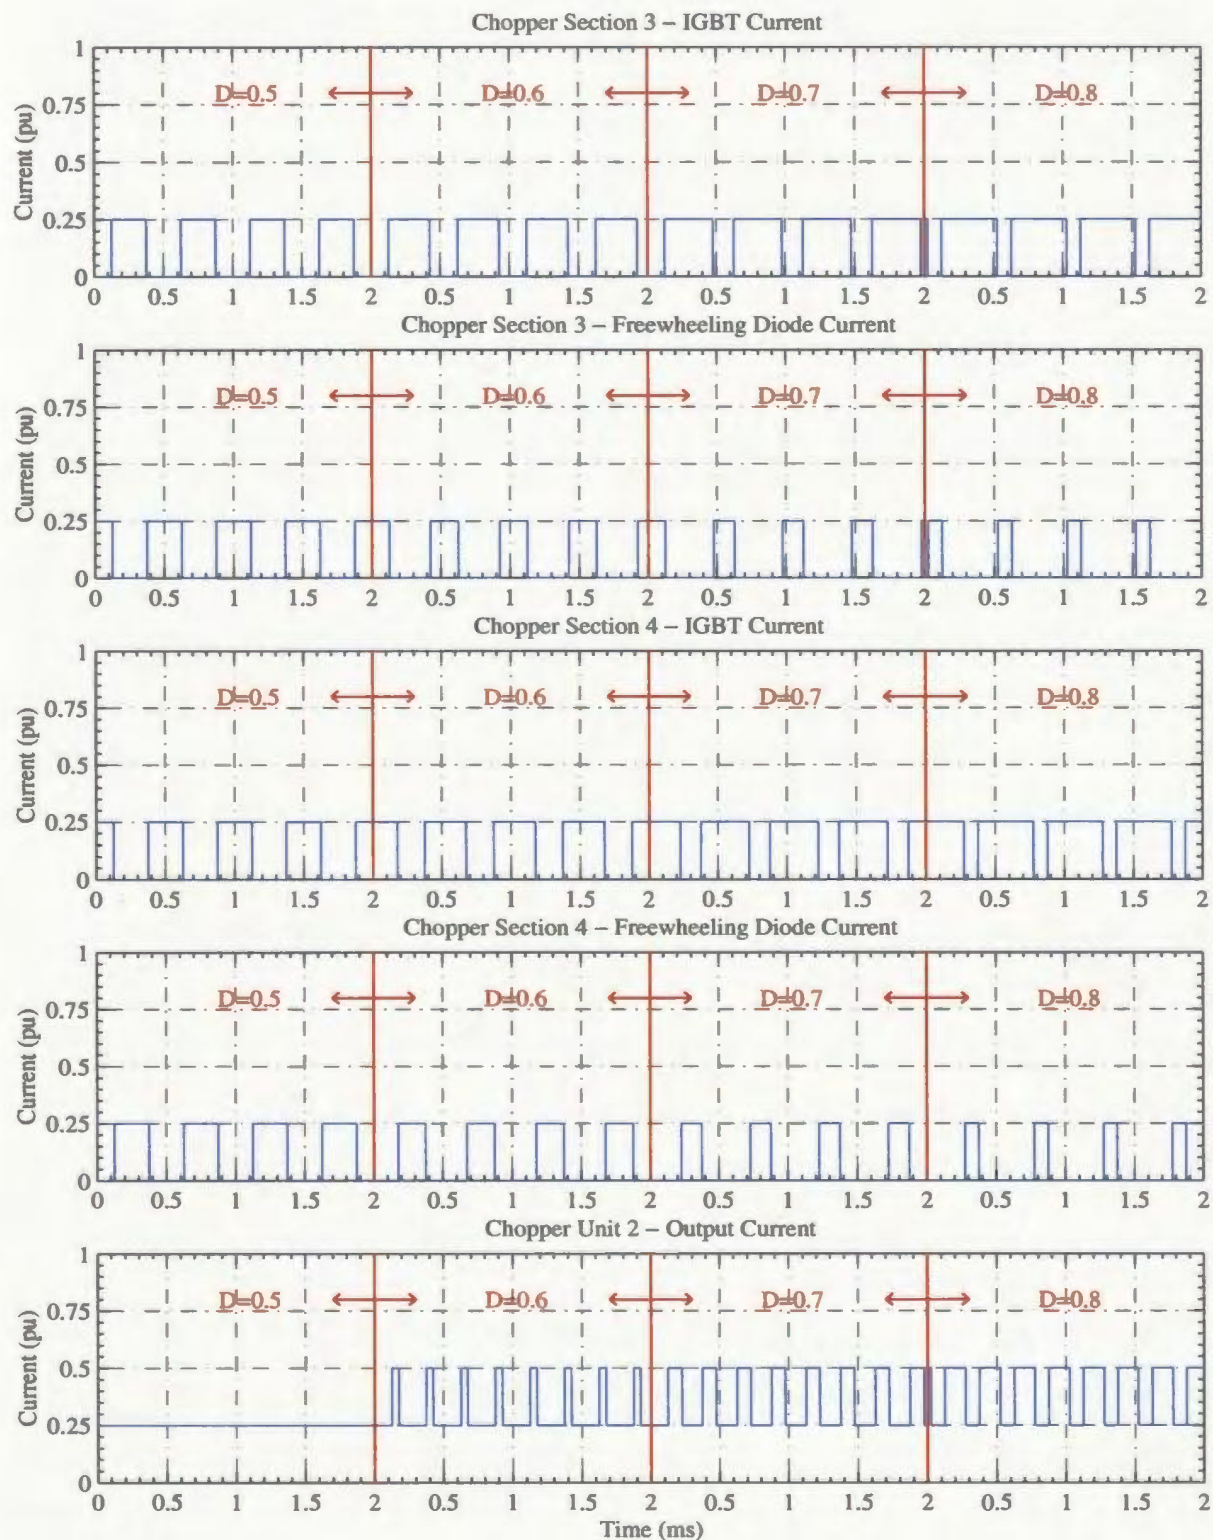 Chopper Section 3 – IGBT Current
1
D=0.5 D=0.6 D=0.7 D=0.8
0.75
0.5
0.25
0
Current (pu)
0 0.5 1 1.5 2 0.5 1 1.5 2 0.5 1 1.5 2 0.5 1 1.5 2
Chopper Section 3 – Freewheeling Diode Current
1
D=0.5 D=0.6 D=0.7 D=0.8
0.75
0.5
0.25
0
Current (pu)
0 0.5 1 1.5 2 0.5 1 1.5 2 0.5 1 1.5 2 0.5 1 1.5 2
Chopper Section 4 – IGBT Current
1
D=0.5 D=0.6 D=0.7 D=0.8
0.75
0.5
0.25
0
Current (pu)
0 0.5 1 1.5 2 0.5 1 1.5 2 0.5 1 1.5 2 0.5 1 1.5 2
Chopper Section 4 – Freewheeling Diode Current
1
D=0.5 D=0.6 D=0.7 D=0.8
0.75
0.5
0.25
0
Current (pu)
0 0.5 1 1.5 2 0.5 1 1.5 2 0.5 1 1.5 2 0.5 1 1.5 2
Chopper Unit 2 – Output Current
1
D=0.5 D=0.6 D=0.7 D=0.8
0.75
0.5
0.25
0
Current (pu)
0 0.5 1 1.5 2 0.5 1 1.5 2 0.5 1 1.5 2 0.5 1 1.5 2
Time (ms)